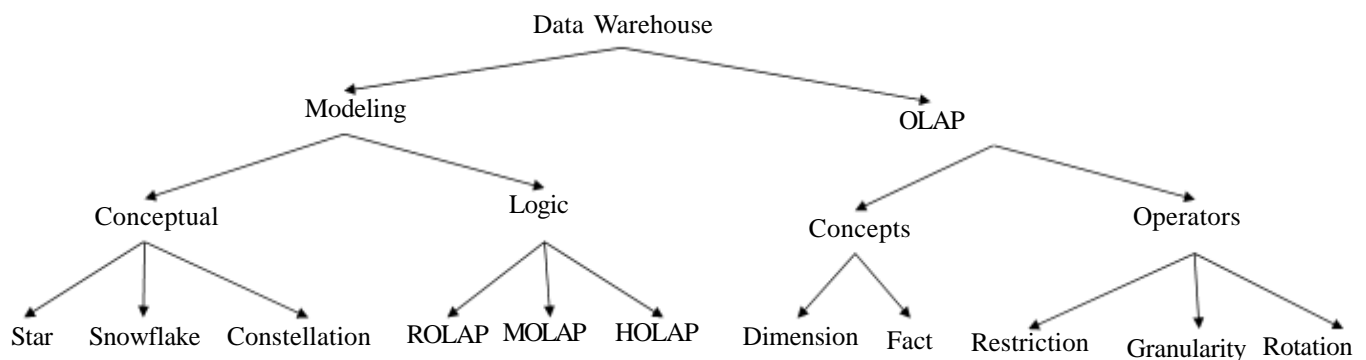 Data Warehouse
Modeling
OLAP
Conceptual
Logic
Concepts
Operators
Star Snowflake Constellation ROLAP MOLAP HOLAP Dimension Fact Restriction Granularity Rotation